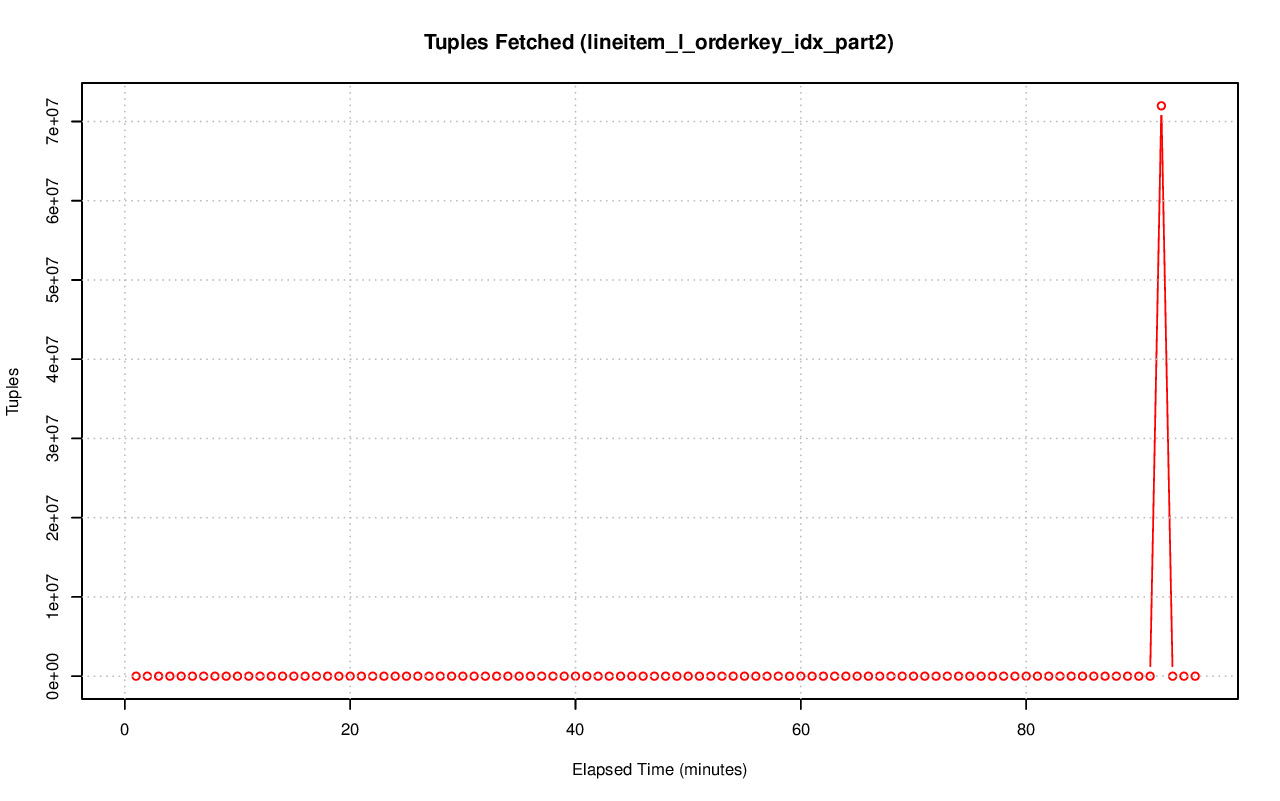 Tuples Fetched (lineitem_l_orderkey_idx_part2)
7e+07
6e+07
5e+07
4e+07
3e+07
2e+07
1e+07
0e+00
Tuples
0 20 40 60 80
Elapsed Time (minutes)